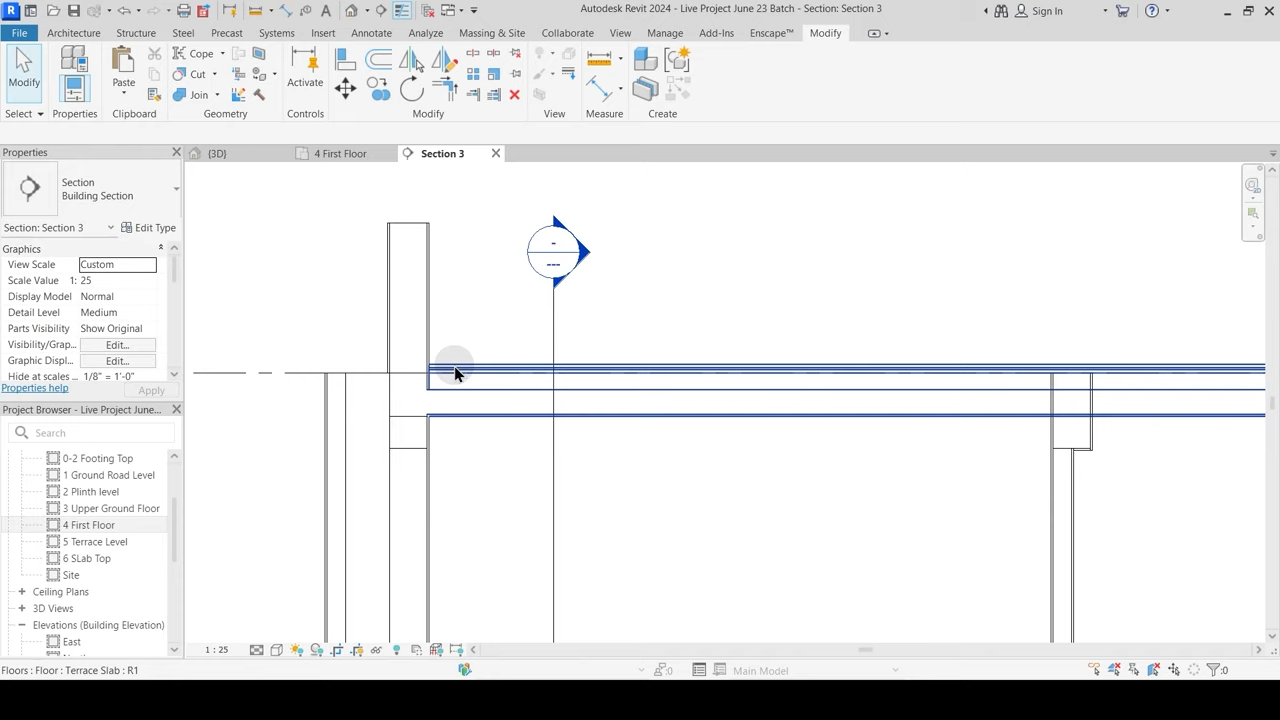 Autodesk Revit 2024 - Live Project June 23 Batch - Section: Section 3
Sign In
File Architecture Structure Steel Precast Systems Insert Annotate Analyze Massing & Site Collaborate View Manage Add-Ins Enscape™ Modify
Modify
Paste
Cope
Cut
Join
Activate
Select Properties Clipboard Geometry Controls Modify View Measure Create
Properties
{3D}
4 First Floor
Section 3
Section
Building Section
Section: Section 3
Edit Type
Graphics
View Scale Custom
Scale Value 1: 25
Display Model Normal
Detail Level Medium
Parts Visibility Show Original
Visibility/Grap... Edit...
Graphic Displ... Edit...
Hide at scales ... 1/8" = 1'-0"
Properties help
Apply
Project Browser - Live Project June...
Search
0-2 Footing Top
1 Ground Road Level
2 Plinth level
3 Upper Ground Floor
4 First Floor
5 Terrace Level
6 SLab Top
Site
Ceiling Plans
3D Views
Elevations (Building Elevation)
East
-
---
1 : 25
Floors : Floor : Terrace Slab : R1
:0
Main Model
:0